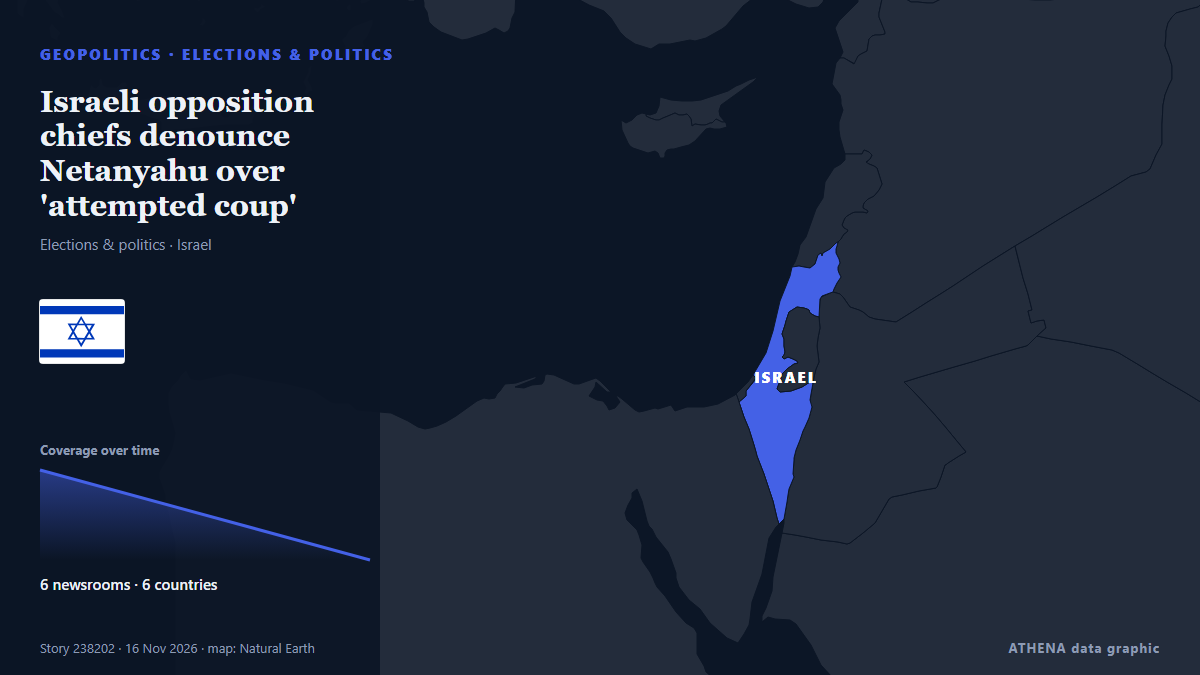 GEOPOLITICS · ELECTIONS & POLITICS
Israeli opposition
chiefs denounce
Netanyahu over
'attempted coup'
Elections & politics · Israel
ISRAEL
Coverage over time
6 newsrooms · 6 countries
Story 238202 · 16 Nov 2026 · map: Natural Earth
ATHENA data graphic